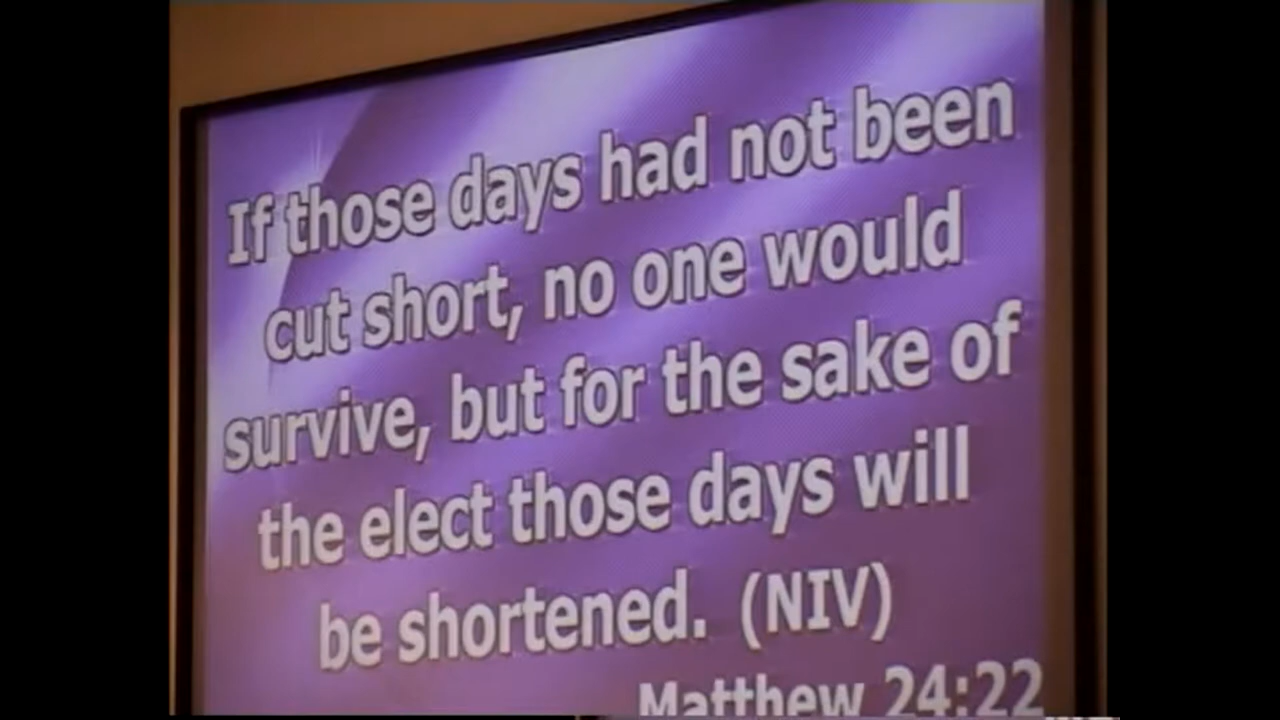 If those days had not been
cut short, no one would
survive, but for the sake of
the elect those days will
be shortened. (NIV)
Matthew 24:22